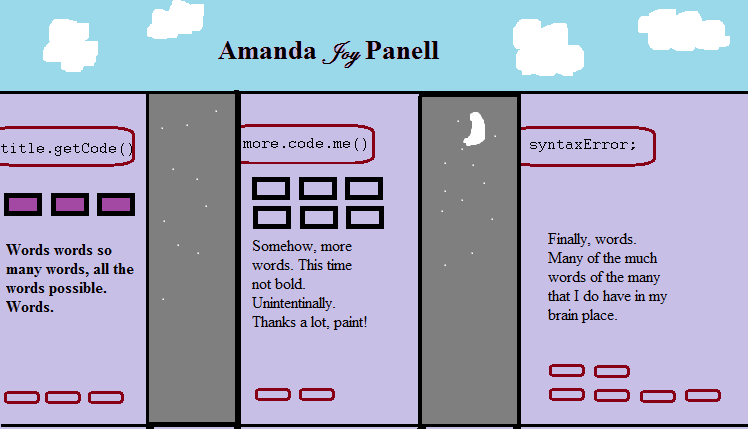 Amanda Joy Panell
title.getCode()
Words words so
many words, all the
words possible.
Words.
more.code.me()
Somehow, more
words. This time
not bold.
Unintentinally.
Thanks a lot, paint!
syntaxError;
Finally, words.
Many of the much
words of the many
that I do have in my
brain place.